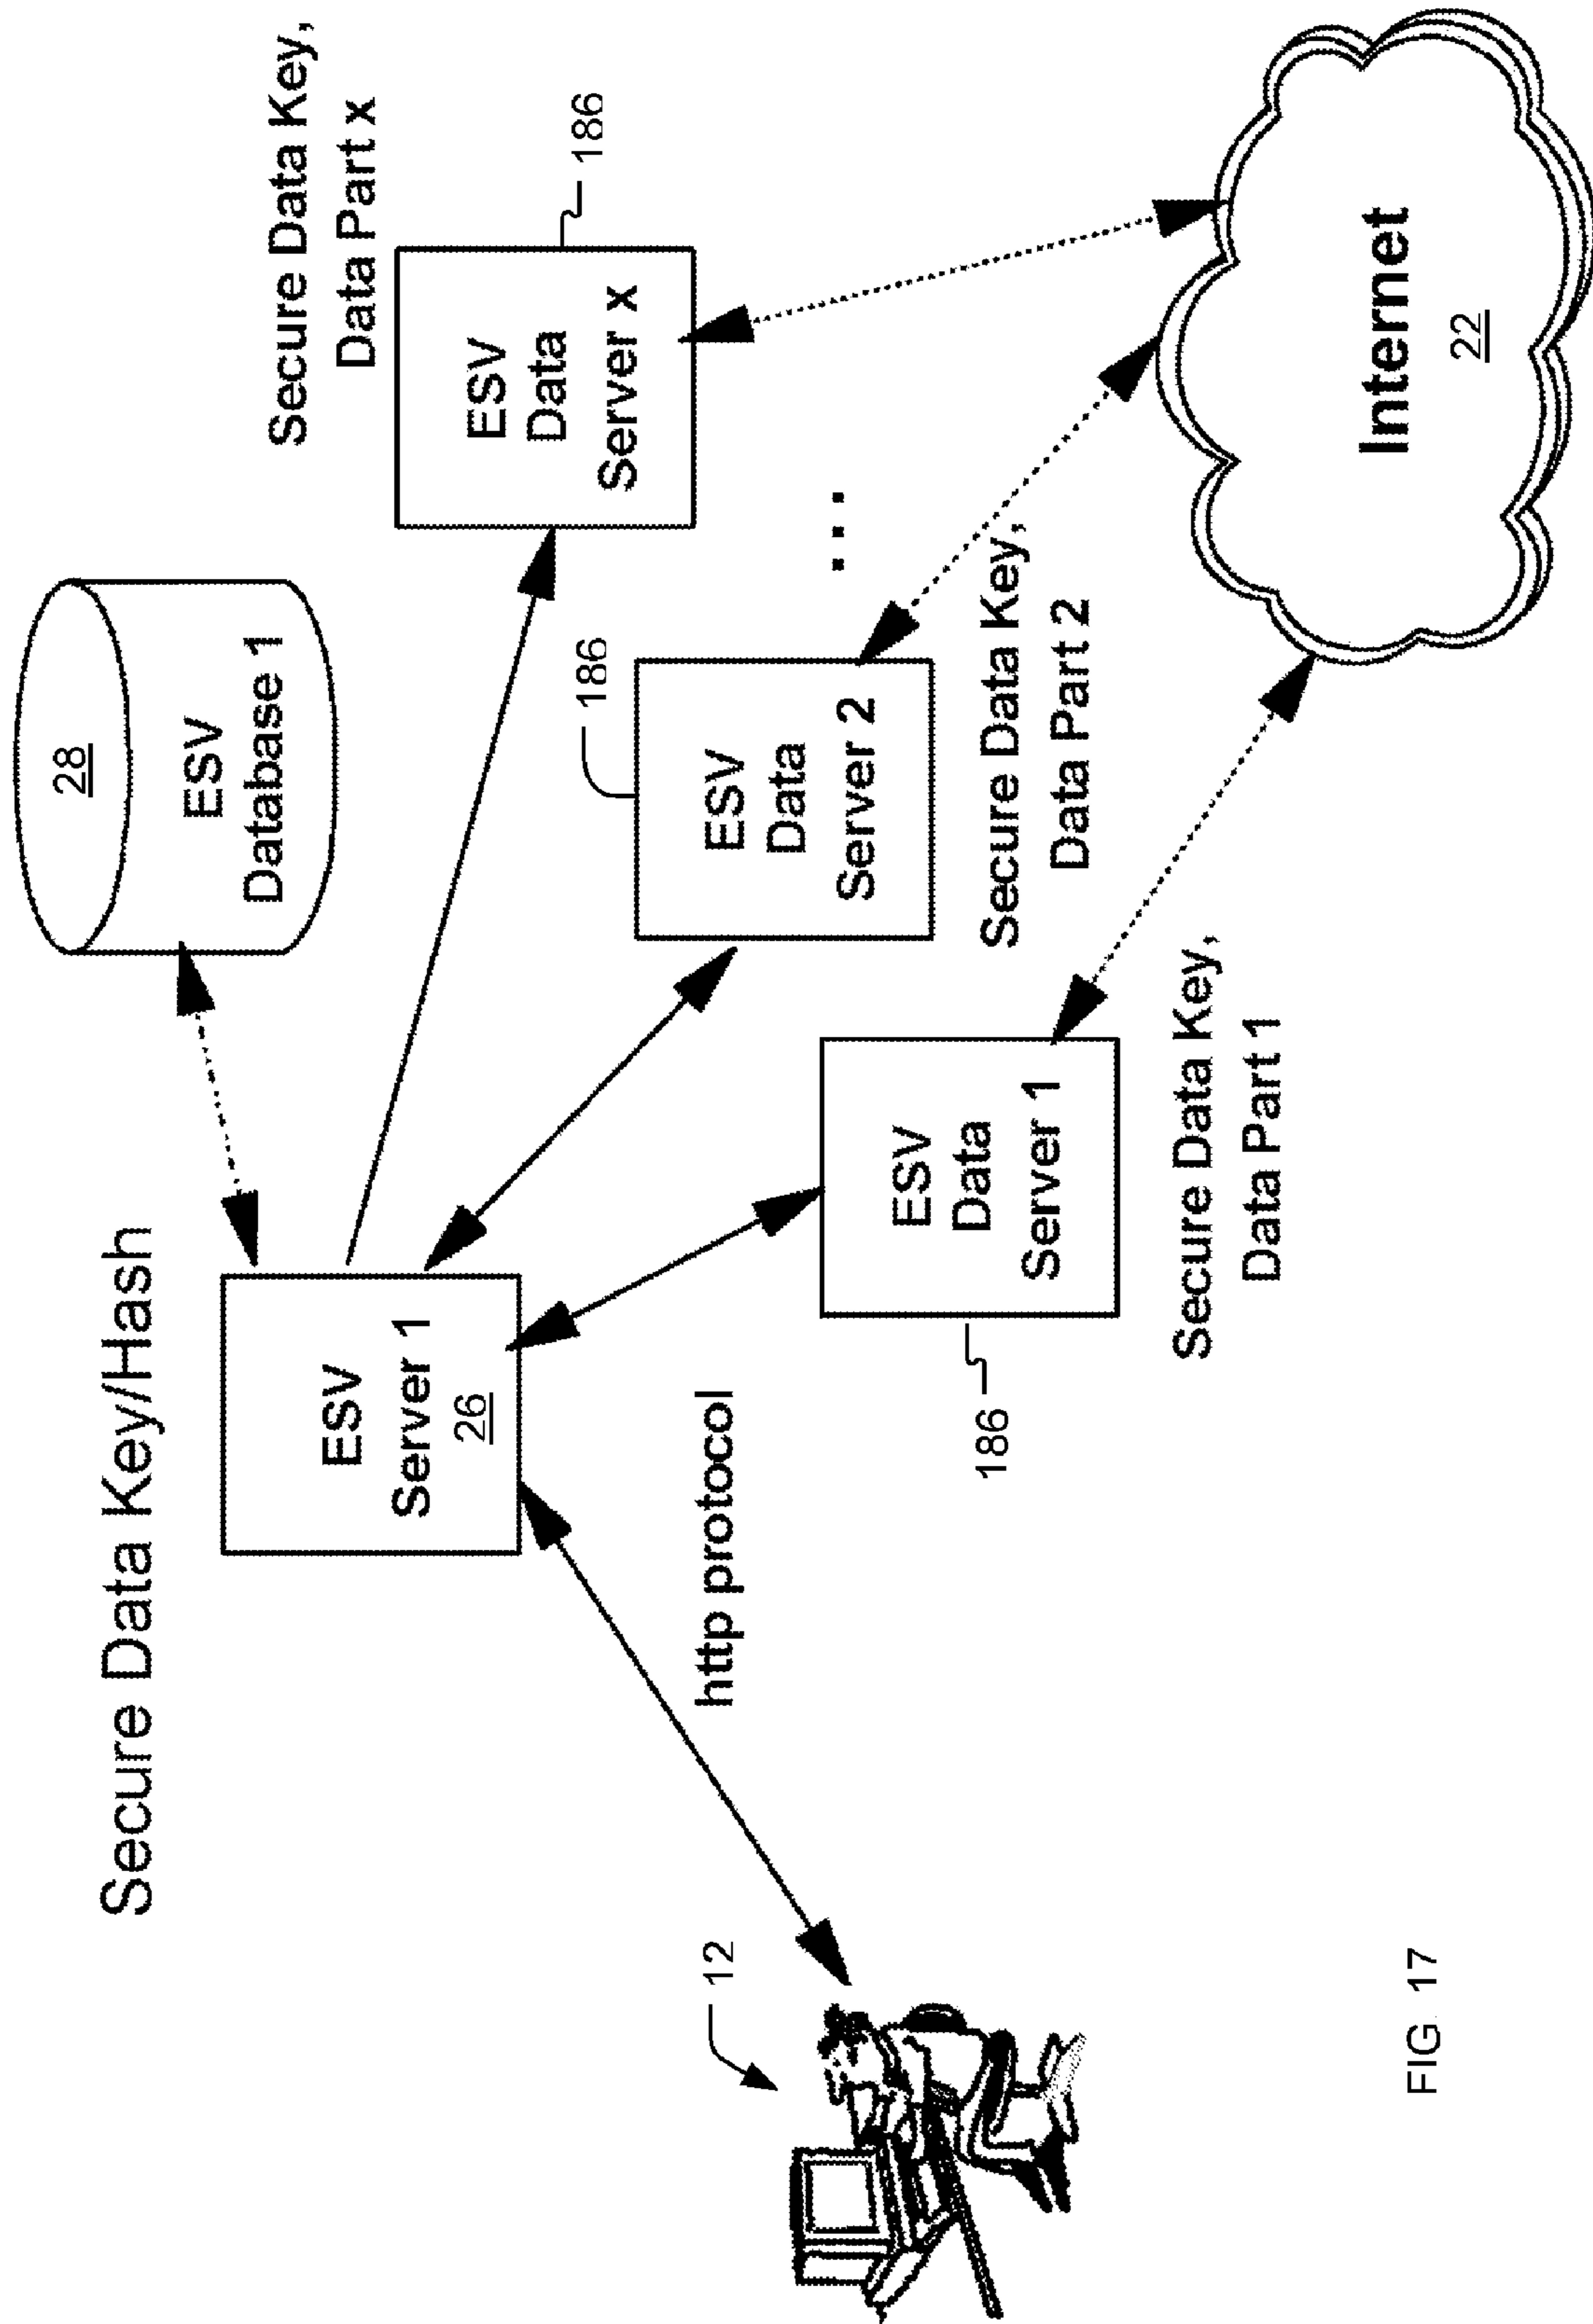 Secure Data Key/Hash
28
ESV
Database 1
Secure Data Key,
Data Part x
ESV
Server 1
26
ESV
Data
Server x
186
186
ESV
Data
Server 2
...
http protocol
12
ESV
Data
Server 1
186
Secure Data Key,
Data Part 2
Secure Data Key,
Data Part 1
Internet
22
FIG. 17